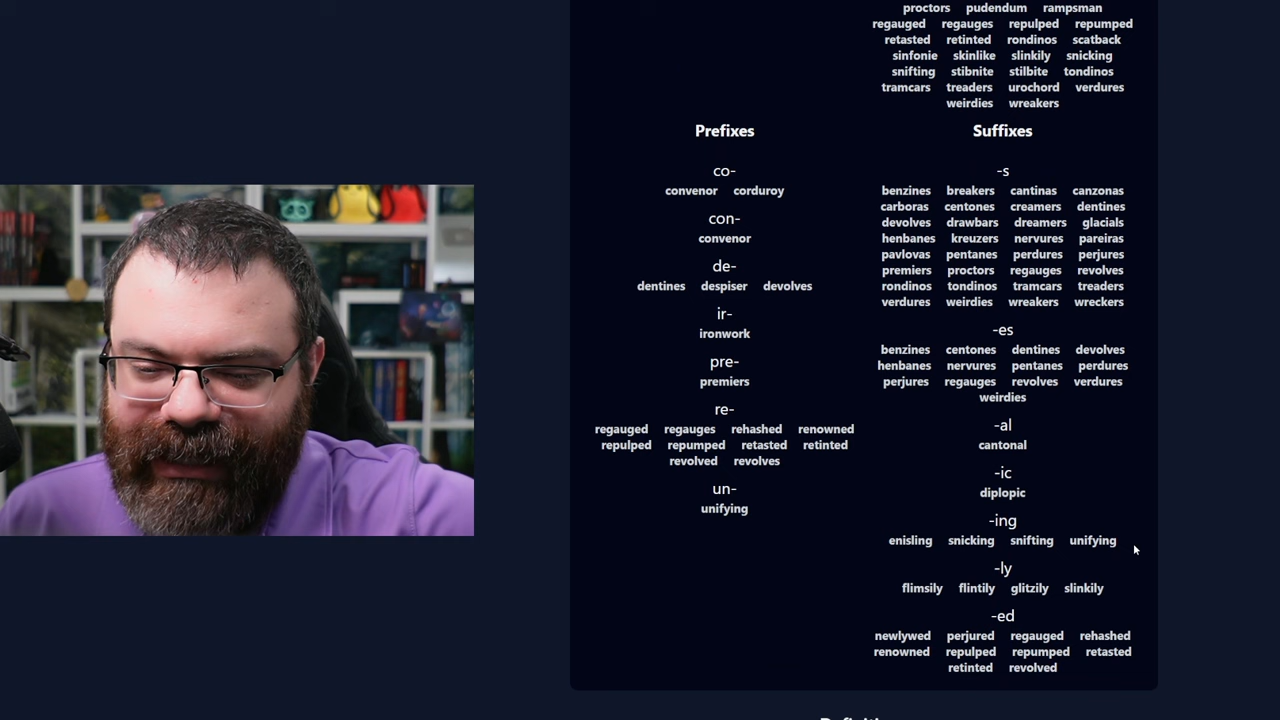 proctors pudendum rampsman
regauged regauges repulped repumped
retasted retinted rondinos scatback
sinfonie skinlike slinkily snicking
snifting stibnite stilbite tondinos
tramcars treaders urochord verdures
weirdies wreakers
Prefixes
co-
convenor corduroy
con-
convenor
de-
dentines despiser devolves
ir-
ironwork
pre-
premiers
re-
regauged regauges rehashed renowned
repulped repumped retasted retinted
revolved revolves
un-
unifying
Suffixes
-s
benzines breakers cantinas canzonas
carboras centones creamers dentines
devolves drawbars dreamers glacials
henbanes kreuzers nervures pareiras
pavlovas pentanes perdures perjures
premiers proctors regauges revolves
rondinos tondinos tramcars treaders
verdures weirdies wreakers wreckers
-es
benzines centones dentines devolves
henbanes nervures pentanes perdures
perjures regauges revolves verdures
weirdies
-al
cantonal
-ic
diplopic
-ing
enisling snicking snifting unifying
-ly
flimsily flintily glitzily slinkily
-ed
newlywed perjured regauged rehashed
renowned repulped repumped retasted
retinted revolved